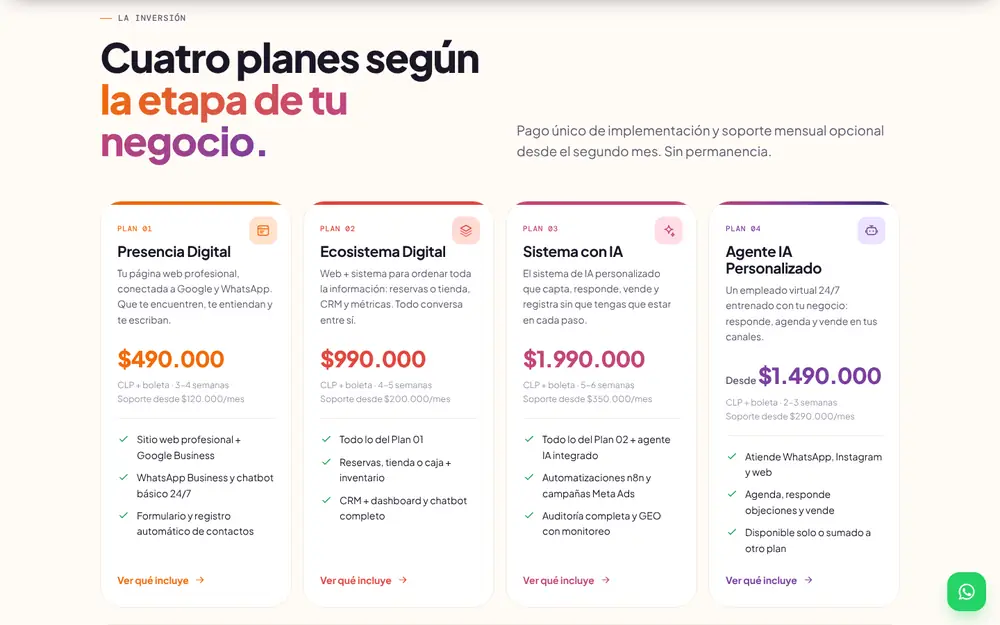 LA INVERSIÓN
Cuatro planes según
la etapa de tu
negocio.
Pago único de implementación y soporte mensual opcional
desde el segundo mes. Sin permanencia.
PLAN 01
Presencia Digital
Tu página web profesional,
conectada a Google y WhatsApp.
Que te encuentren, te entiendan y
te escriban.
$490.000
CLP + boleta · 3–4 semanas
Soporte desde $120.000/mes
Sitio web profesional +
Google Business
WhatsApp Business y chatbot
básico 24/7
Formulario y registro
automático de contactos
Ver qué incluye →
PLAN 02
Ecosistema Digital
Web + sistema para ordenar toda
la información: reservas o tienda,
CRM y métricas. Todo conversa
entre sí.
$990.000
CLP + boleta · 4–5 semanas
Soporte desde $200.000/mes
Todo lo del Plan 01
Reservas, tienda o caja +
inventario
CRM + dashboard y chatbot
completo
Ver qué incluye →
PLAN 03
Sistema con IA
El sistema de IA personalizado
que capta, responde, vende y
registra sin que tengas que estar
en cada paso.
$1.990.000
CLP + boleta · 5–6 semanas
Soporte desde $350.000/mes
Todo lo del Plan 02 + agente
IA integrado
Automatizaciones n8n y
campañas Meta Ads
Auditoría completa y GEO
con monitoreo
Ver qué incluye →
PLAN 04
Agente IA
Personalizado
Un empleado virtual 24/7
entrenado con tu negocio:
responde, agenda y vende en tus
canales.
Desde $1.490.000
CLP + boleta · 2–3 semanas
Soporte desde $290.000/mes
Atiende WhatsApp, Instagram
y web
Agenda, responde
objeciones y vende
Disponible solo o sumado a
otro plan
Ver qué incluye →